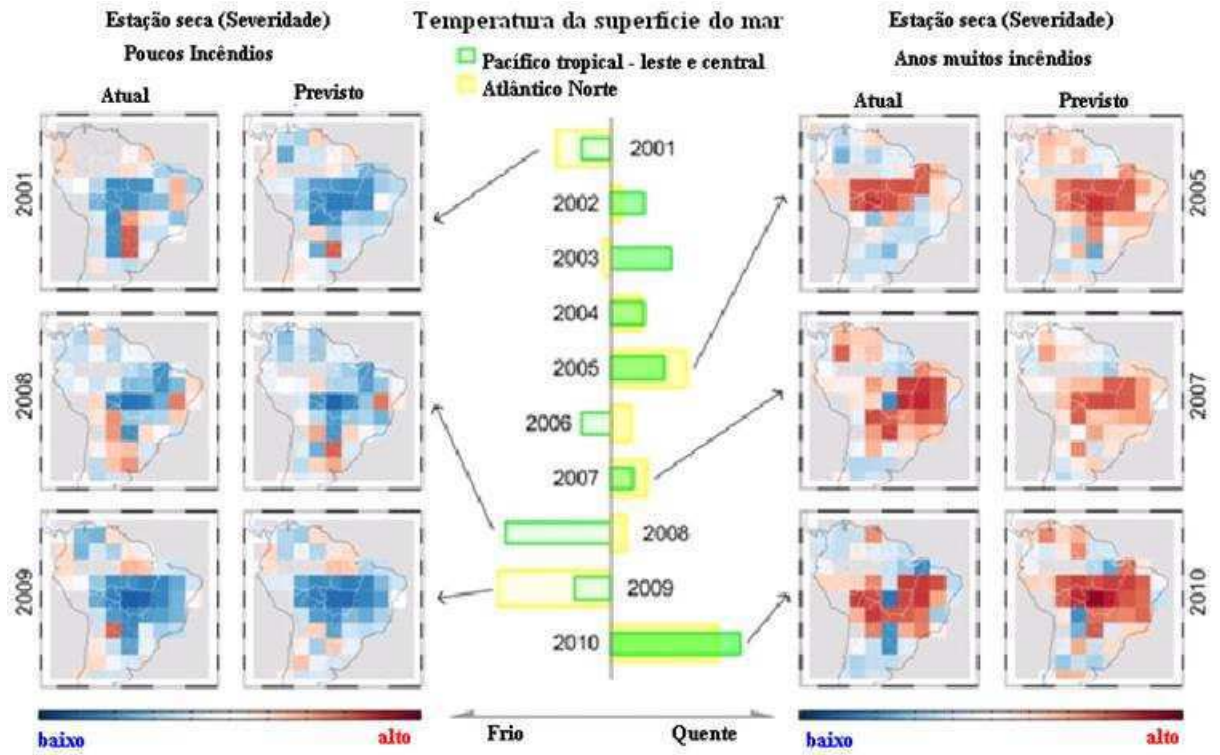 Estação seca (Severidade)
Poucos Incêndios
Atual
Previsto
2001
2008
2009
baixo
alto
Temperatura da superfície do mar
Pacífico tropical - leste e central
Atlântico Norte
2001
2002
2003
2004
2005
2006
2007
2008
2009
2010
Frio
Quente
Estação seca (Severidade)
Anos muitos incêndios
Atual
Previsto
2005
2007
2010
baixo
alto